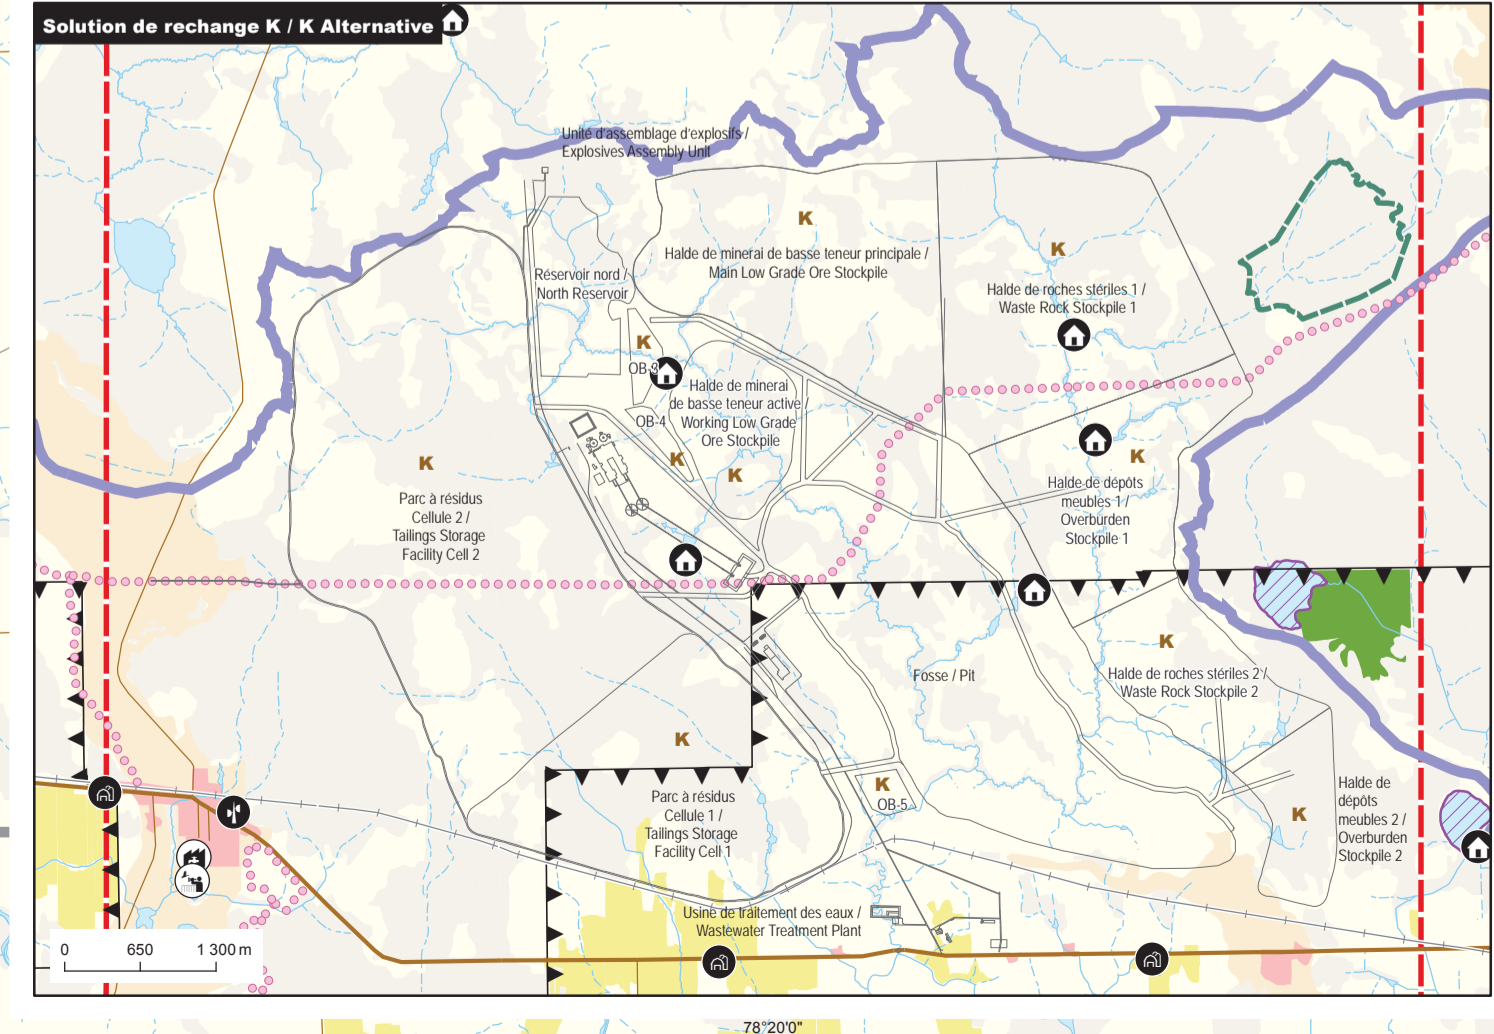 Solution de rechange K / K Alternative
Unité d'assemblage d'explosifs /
Explosives Assembly Unit
K
Halde de minerai de basse teneur principale /
Main Low Grade Ore Stockpile
K
Halde de roches stériles 1 /
Waste Rock Stockpile 1
Réservoir nord /
North Reservoir
K
OB-3
Halde de minerai
de basse teneur active /
Working Low Grade
Ore Stockpile
OB-4
K
K
K
Parc à résidus
Cellule 2 /
Tailings Storage
Facility Cell 2
K
Halde de dépôts
meubles 1 /
Overburden
Stockpile 1
K
Halde de roches stériles 2 /
Waste Rock Stockpile 2
Fosse / Pit
K
Parc à résidus
Cellule 1 /
Tailings Storage
Facility Cell 1
K
OB-5
K
Halde de
dépôts
meubles 2 /
Overburden
Stockpile 2
Usine de traitement des eaux /
Wastewater Treatment Plant
0 650 1 300 m
78°20'0"